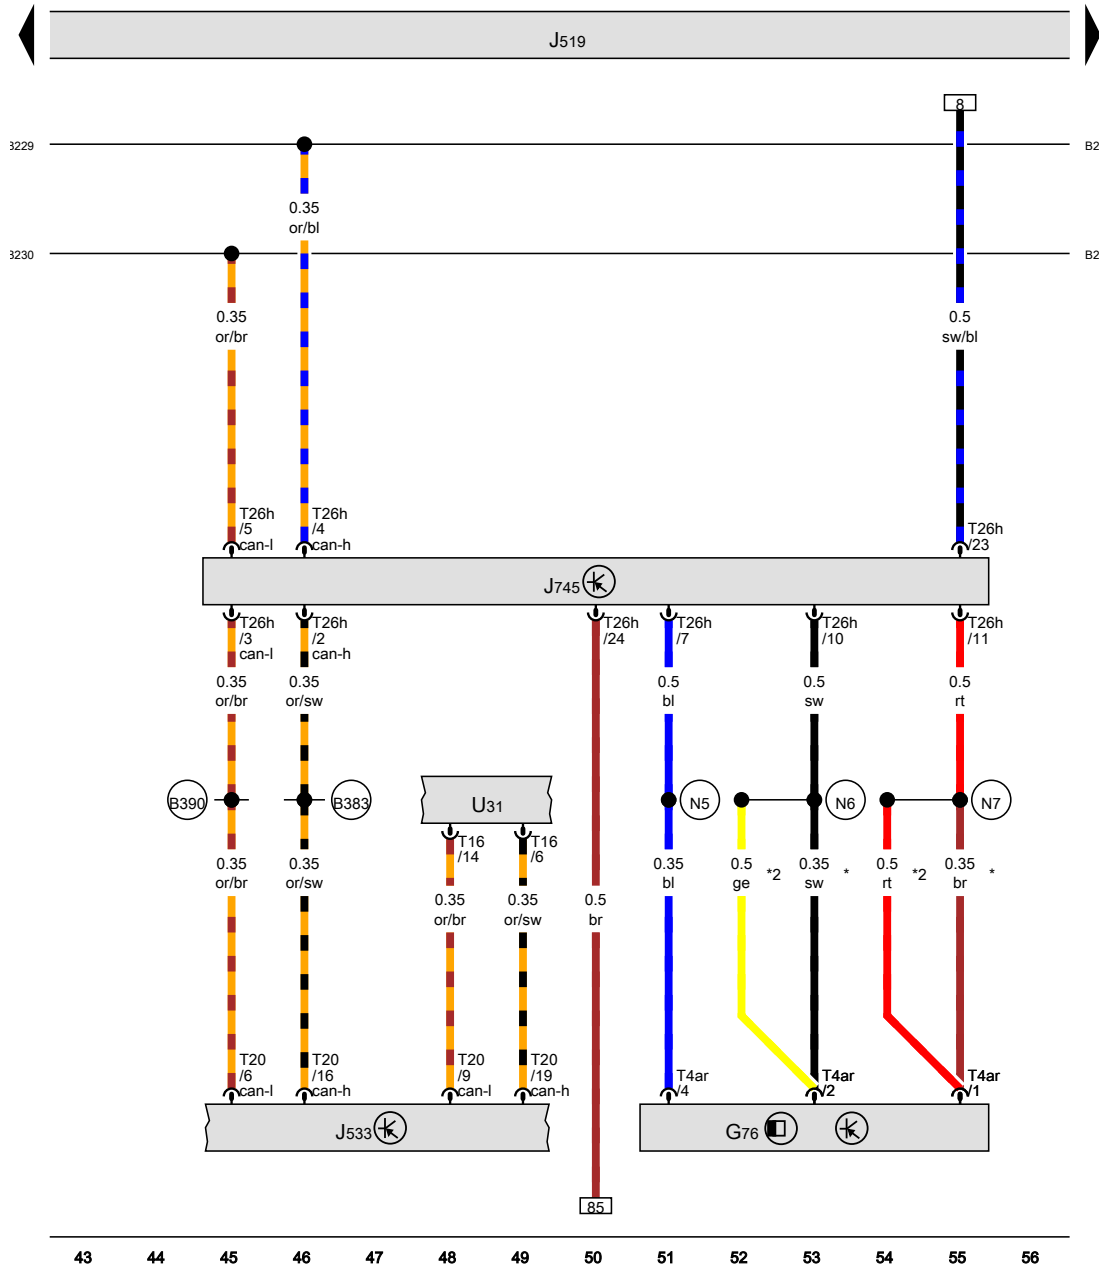 J519
8
3229
B2
0.35
or/bl
3230
B2
0.35
or/br
0.5
sw/bl
T26h
/5
can-l
T26h
/4
can-h
T26h
/23
J745
T26h
/3
can-l
T26h
/2
can-h
T26h
/24
T26h
/7
T26h
/10
T26h
/11
0.35
or/br
0.35
or/sw
0.5
bl
0.5
sw
0.5
rt
B390
B383
U31
N5
N6
N7
T16
/14
T16
/6
0.35
or/br
0.35
or/sw
0.35
or/br
0.35
or/sw
0.5
br
0.35
bl
0.5
ge
*2
0.35
sw
*
0.5
rt
*2
0.35
br
*
T20
/6
can-l
T20
/16
can-h
T20
/9
can-l
T20
/19
can-h
T4ar
/4
T4ar
/2
T4ar
/1
J533
G76
85
43 44 45 46 47 48 49 50 51 52 53 54 55 56